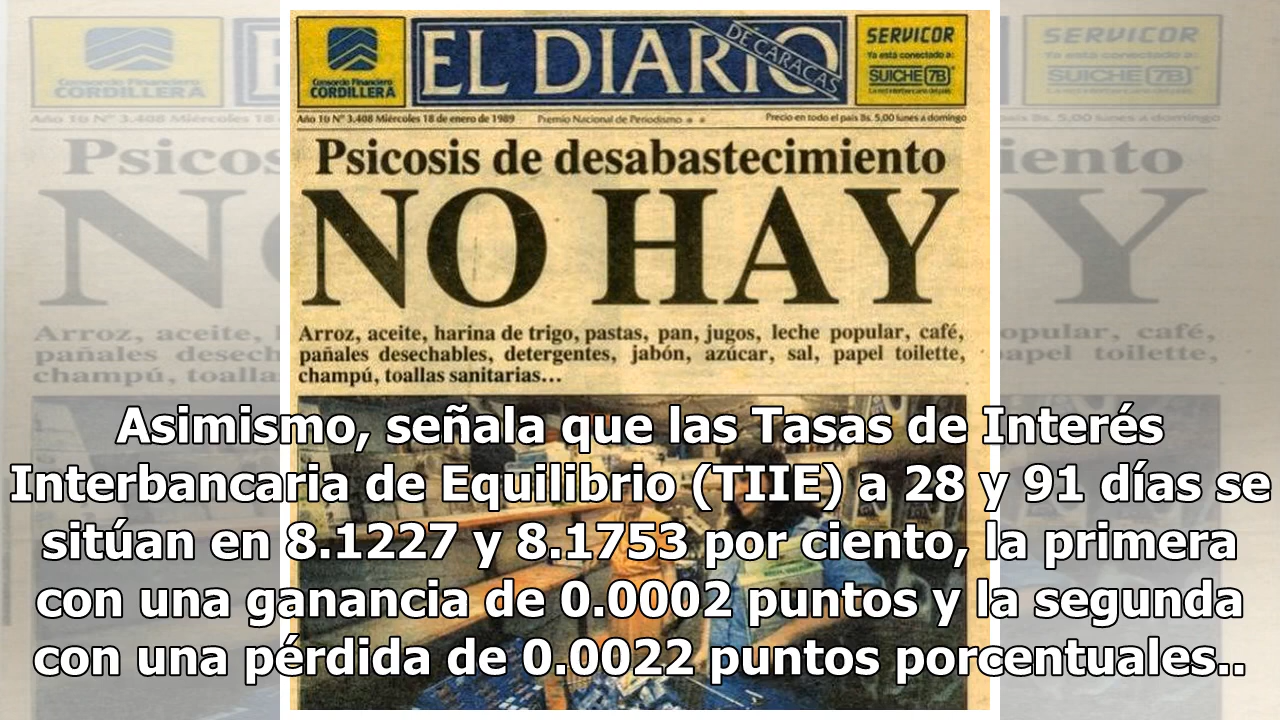 Consorcio Financiero
CORDILLERA
EL DIARIO
DE CARACAS
SERVICOR
Ya está conectado a:
SUICHE 7B
La red interbancaria del país
Año 10 Nº 3.408 Miércoles 18 de enero de 1989
Premio Nacional de Periodismo
Precio en todo el país Bs. 5,00 lunes a domingo
Psicosis de desabastecimiento
NO HAY
Arroz, aceite, harina de trigo, pastas, pan, jugos, leche popular, café,
pañales desechables, detergentes, jabón, azúcar, sal, papel toilette,
champú, toallas sanitarias...
Asimismo, señala que las Tasas de Interés
Interbancaria de Equilibrio (TIIE) a 28 y 91 días se
sitúan en 8.1227 y 8.1753 por ciento, la primera
con una ganancia de 0.0002 puntos y la segunda
con una pérdida de 0.0022 puntos porcentuales..